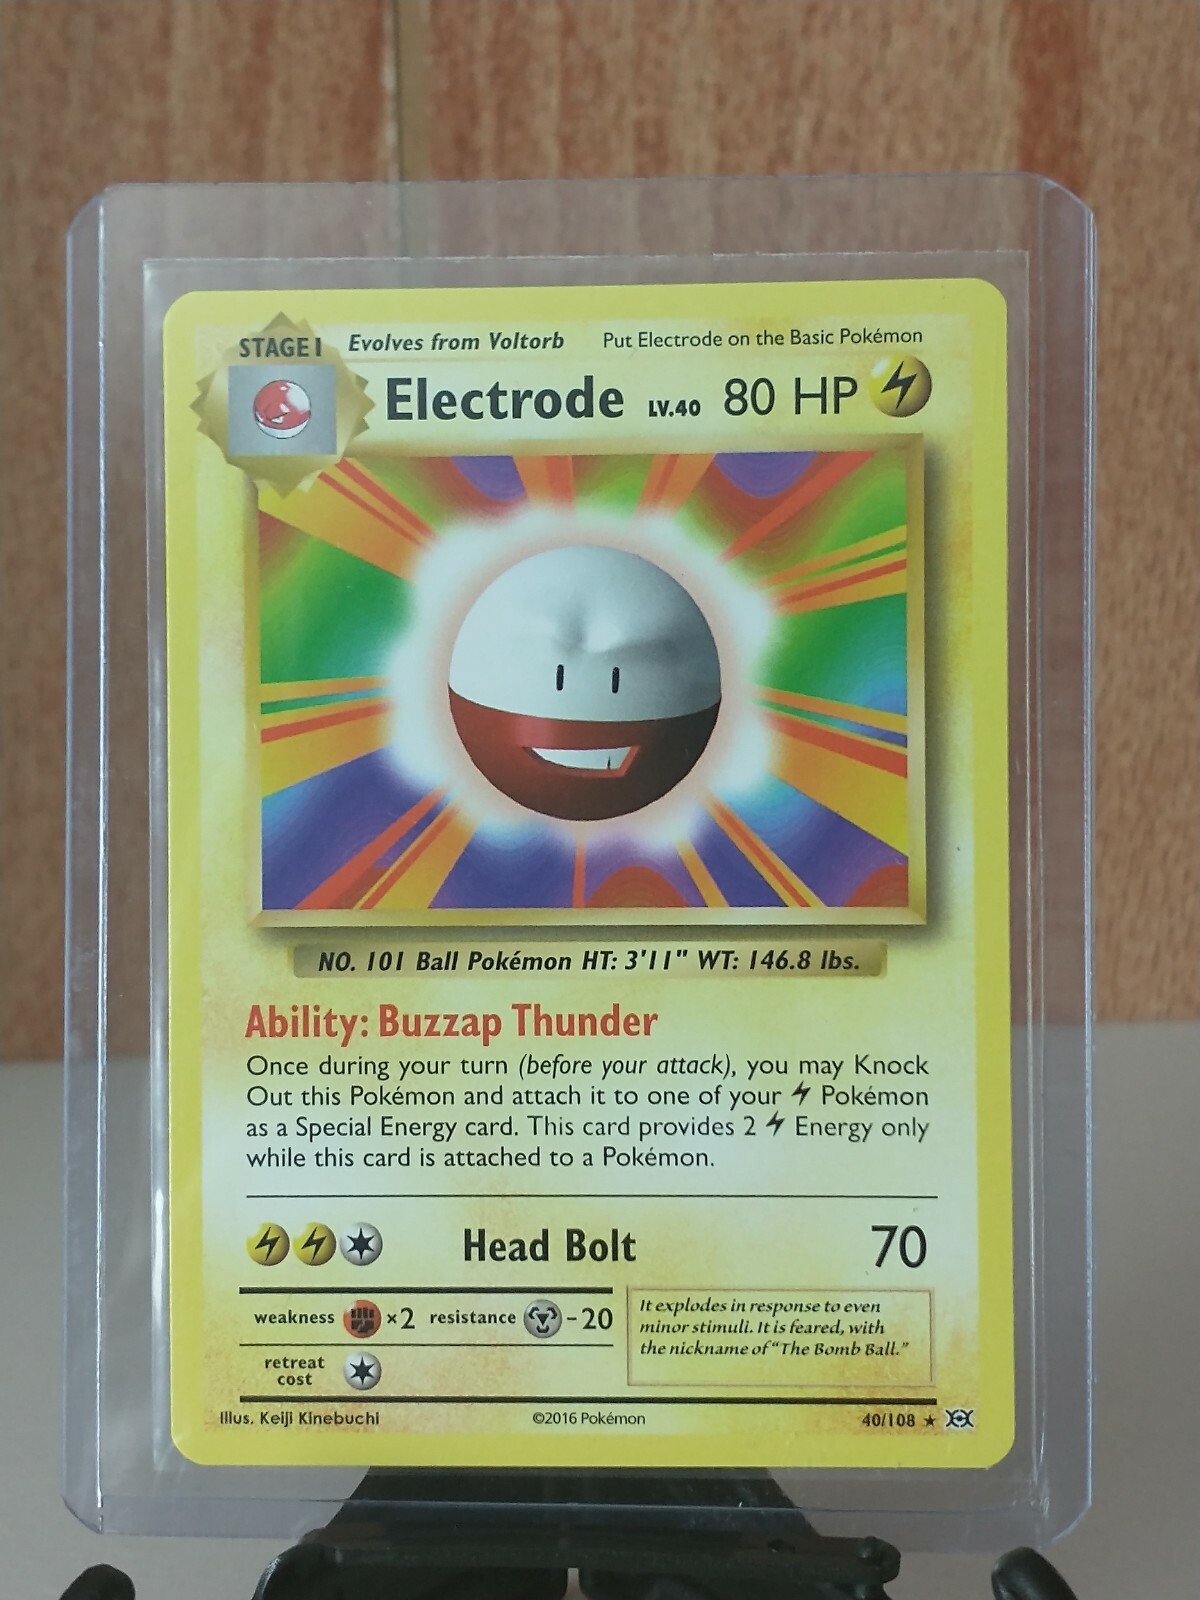 STAGE 1 Evolves from Voltorb Put Electrode on the Basic Pokémon
Electrode LV.40 80 HP
NO. 101 Ball Pokémon HT: 3'11" WT: 146.8 lbs.
Ability: Buzzap Thunder
Once during your turn (before your attack), you may Knock
Out this Pokémon and attach it to one of your Pokémon
as a Special Energy card. This card provides 2 Energy only
while this card is attached to a Pokémon.
Head Bolt 70
weakness ×2 resistance -20
retreat
cost
It explodes in response to even
minor stimuli. It is feared, with
the nickname of "The Bomb Ball."
Illus. Keiji Kinebuchi ©2016 Pokémon 40/108 ★